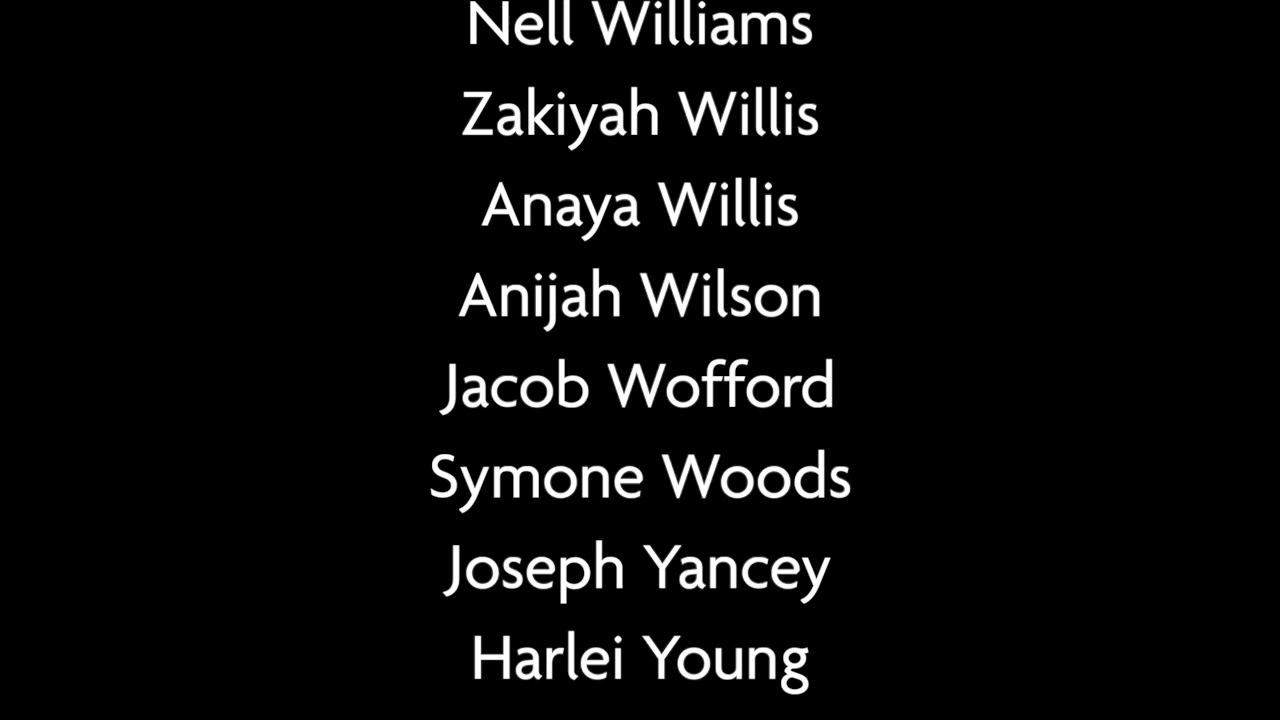 Nell Williams
Zakiyah Willis
Anaya Willis
Anijah Wilson
Jacob Wofford
Symone Woods
Joseph Yancey
Harlei Young